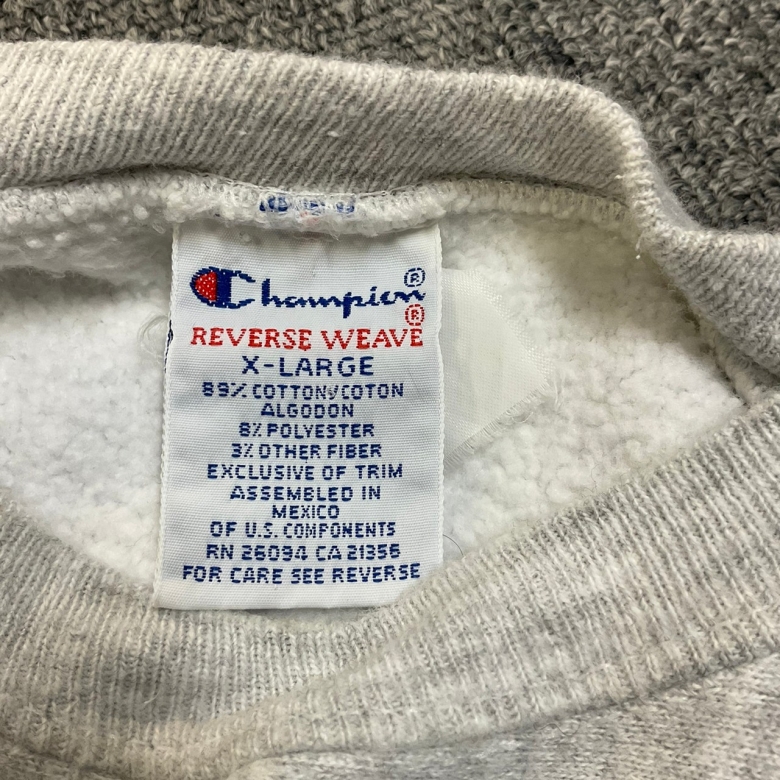 Champion®
REVERSE WEAVE®
X-LARGE
89% COTTON/COTON
ALGODON
8% POLYESTER
3% OTHER FIBER
EXCLUSIVE OF TRIM
ASSEMBLED IN
MEXICO
OF U.S. COMPONENTS
RN 26094 CA 21356
FOR CARE SEE REVERSE